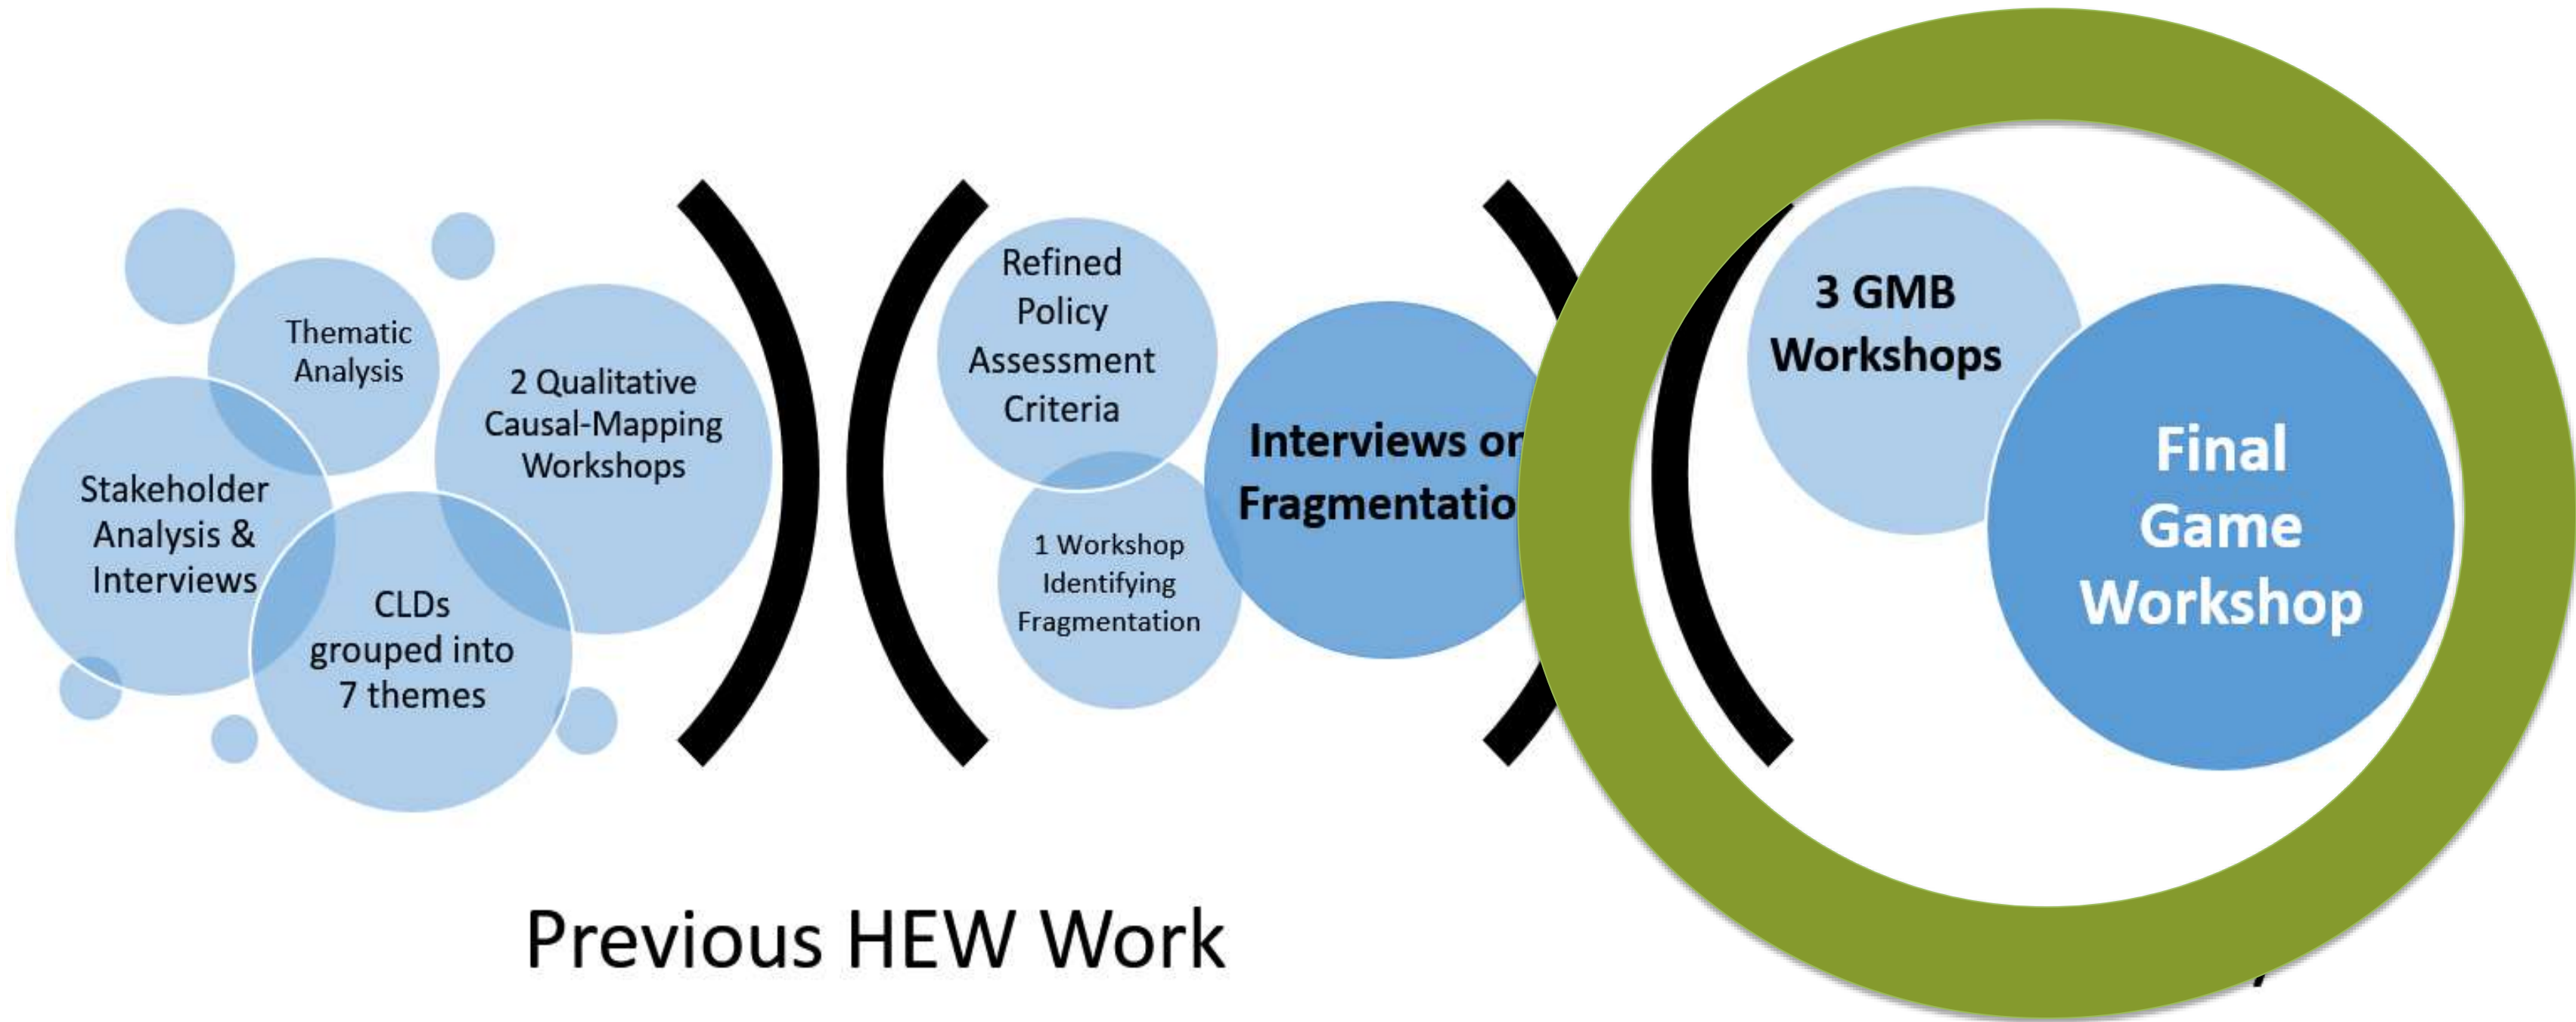 Thematic
Analysis
2 Qualitative
Causal-Mapping
Workshops
Stakeholder
Analysis &
Interviews
CLDs
grouped into
7 themes
Refined
Policy
Assessment
Criteria
1 Workshop
Identifying
Fragmentation
Interviews
Fragmentatio
3 GMB
Workshops
Final
Game
Workshop
Previous HEW Work